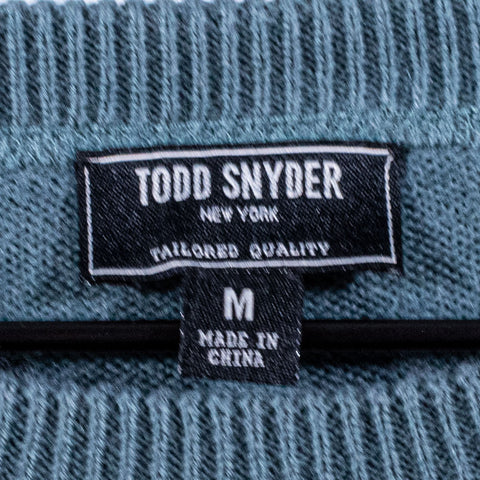 TODD SNYDER
NEW YORK
TAILORED QUALITY
M
MADE IN
CHINA